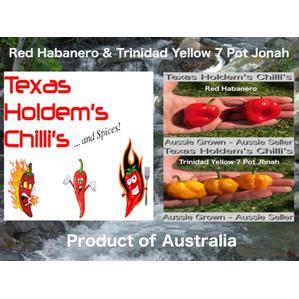 Red Habanero & Trinidad Yellow 7 Pot Jonah
Texas
Holdem's
Chilli's
... and Spices!
Texas Holdem's Chilli's
Red Habanero
Aussie Grown - Aussie Seller
Texas Holdem's Chilli's
Trinidad Yellow 7 Pot Jonah
Aussie Grown - Aussie Seller
Product of Australia